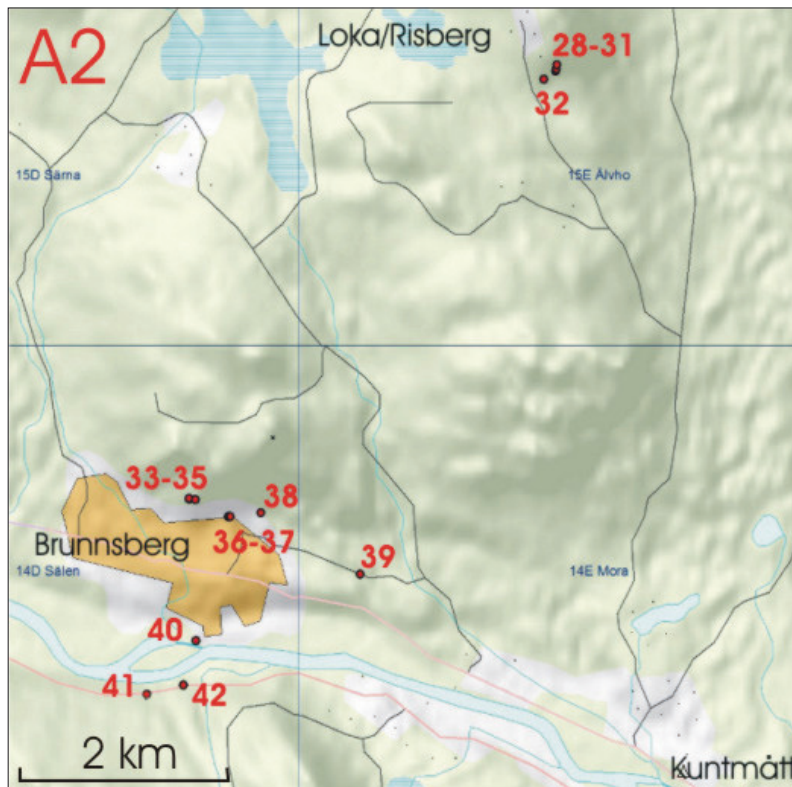 A2
Loka/Risberg
28-31
32
15D Särna
15E Älvho
33-35
38
36-37
Brunnsberg
39
14D Sälen
14E Mora
40
41
42
2 km
Kuntmått